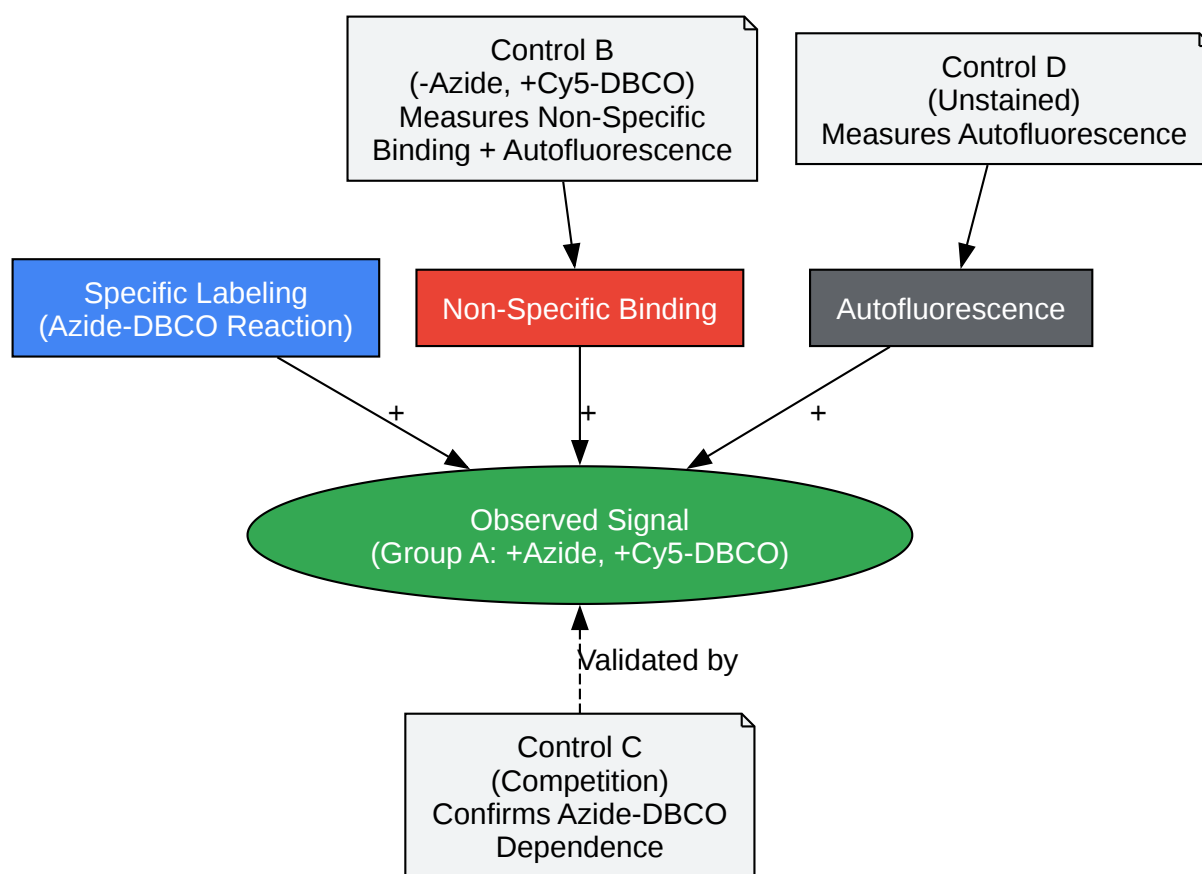 Control B
(-Azide, +Cy5-DBCO)
Measures Non-Specific
Binding + Autofluorescence
Control D
(Unstained)
Measures Autofluorescence
Specific Labeling
(Azide-DBCO Reaction)
Non-Specific Binding
Autofluorescence
+
+
+
Observed Signal
(Group A: +Azide, +Cy5-DBCO)
Validated by
Control C
(Competition)
Confirms Azide-DBCO
Dependence